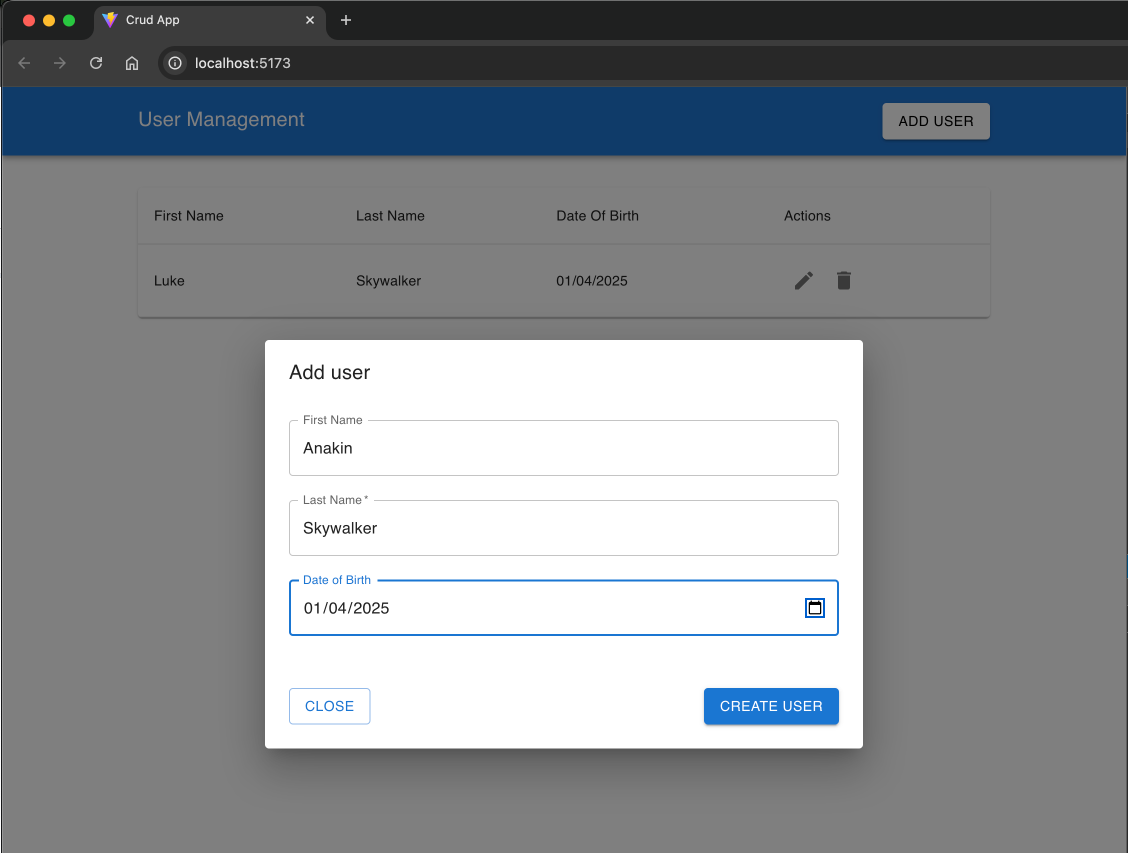 Crud App
localhost:5173
User Management
ADD USER
First Name Last Name Date Of Birth Actions
Luke Skywalker 01/04/2025
Add user
First Name
Anakin
Last Name *
Skywalker
Date of Birth
01/04/2025
CLOSE CREATE USER